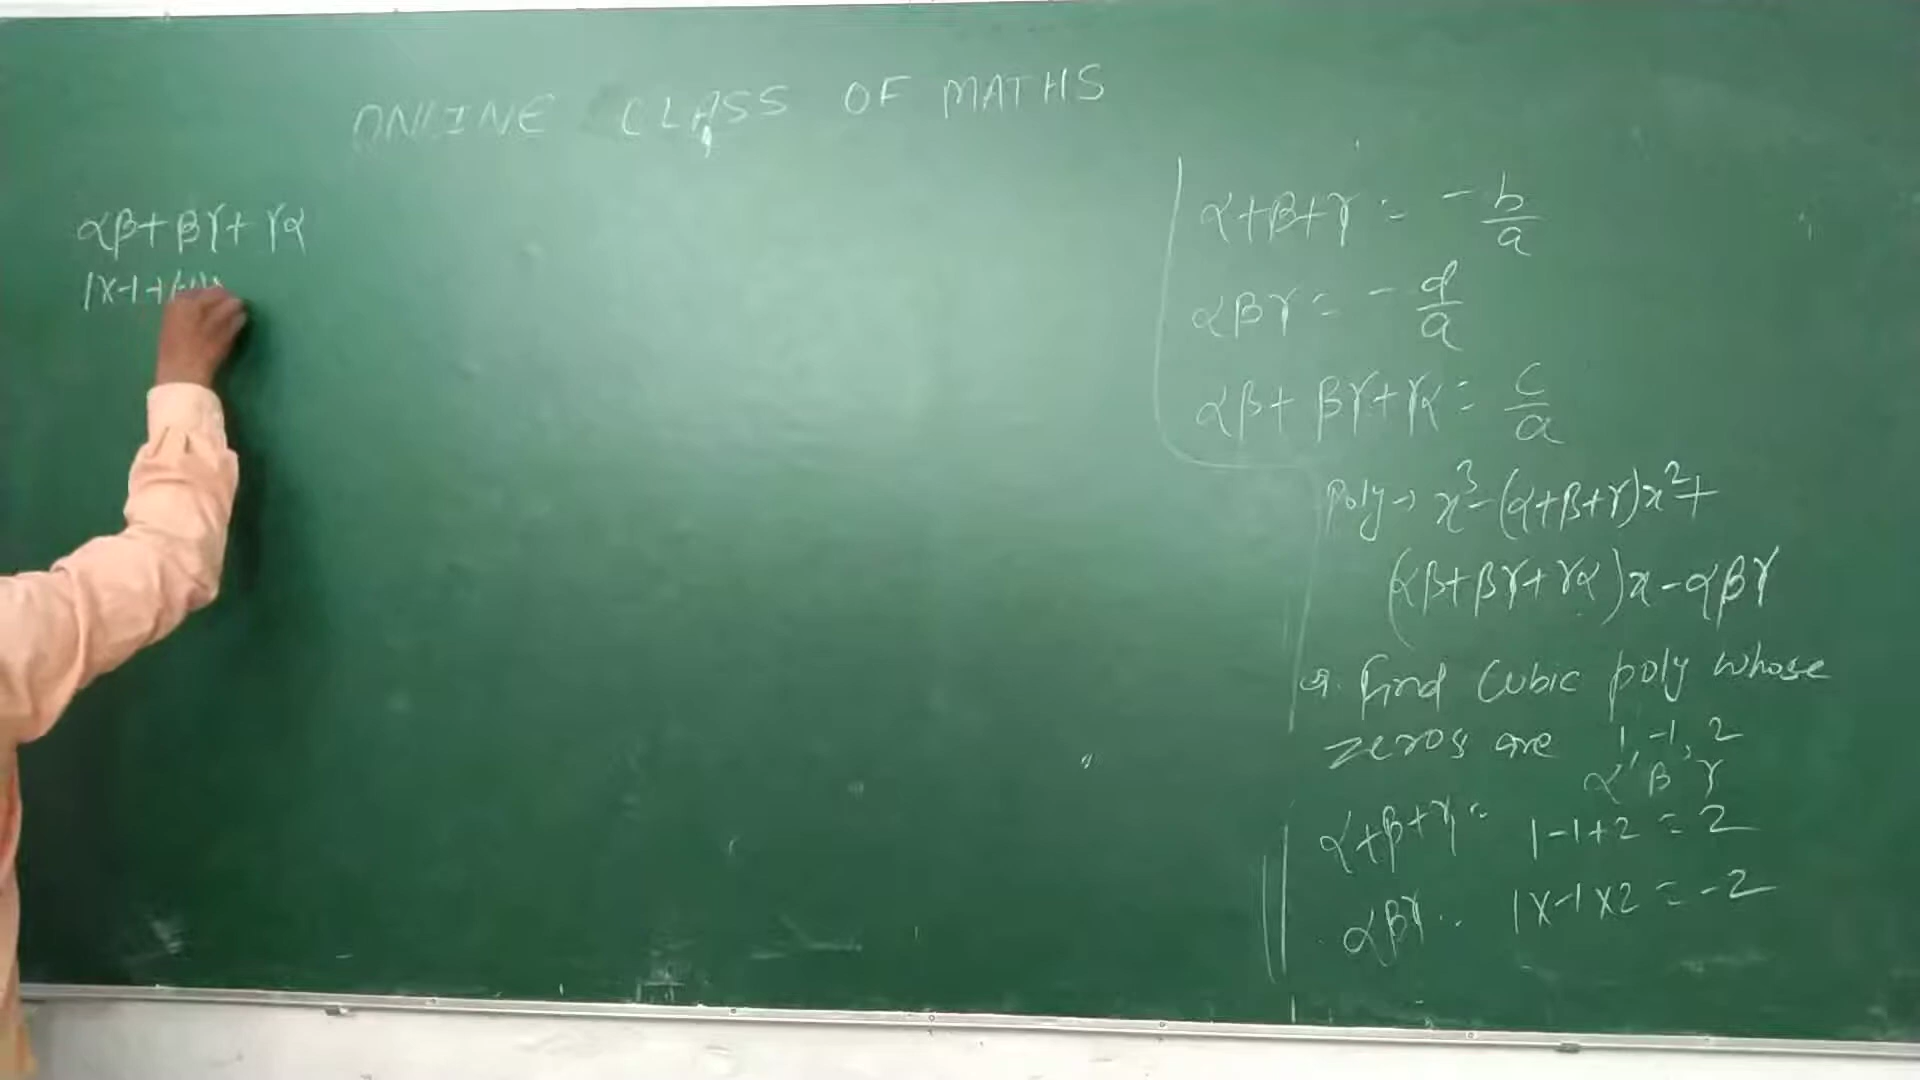 ONLINE CLASS OF MATHS
αβ+βγ+γα
1×-1+(-1)×
α+β+γ = -b/a
αβγ = -d/a
αβ+βγ+γα = c/a
Poly→ x³-(α+β+γ)x²+
(αβ+βγ+γα)x-αβγ
Q. Find Cubic poly whose
zeros are 1, -1, 2
α, β, γ
α+β+γ = 1-1+2 = 2
αβγ = 1×-1×2 = -2